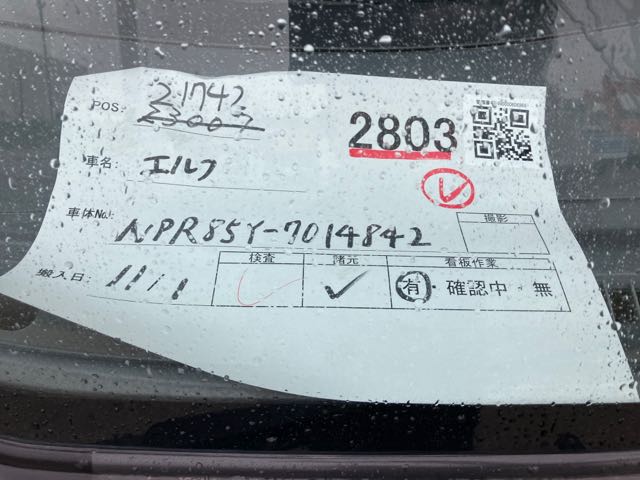 POS: 21742
23007
2803
車名: エルフ
車体No.: NPR85Y-7014842
撮影
搬入日: 11/1
検査 諸元 看板作業
✓ ✓ 有・確認中・無